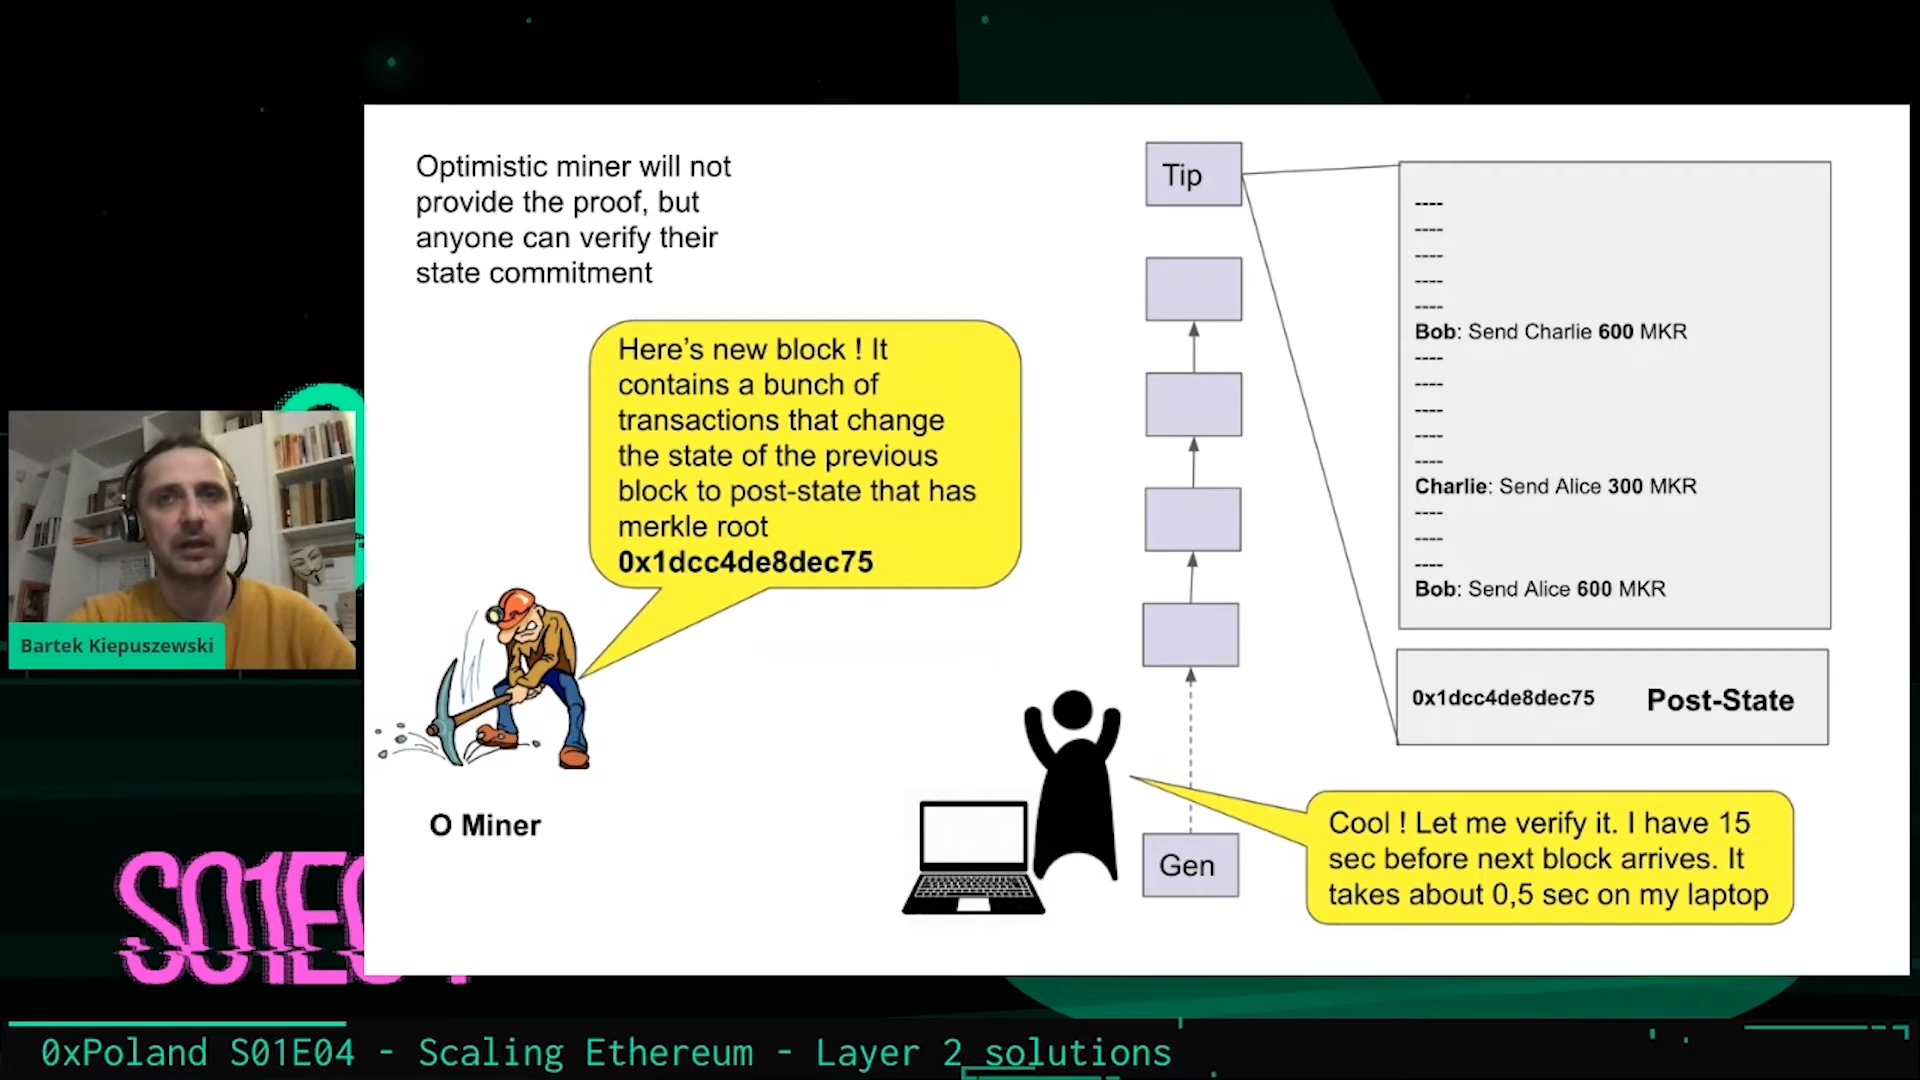 Optimistic miner will not
provide the proof, but
anyone can verify their
state commitment
Here's new block ! It
contains a bunch of
transactions that change
the state of the previous
block to post-state that has
merkle root
0x1dcc4de8dec75
O Miner
Tip
Gen
----
----
----
----
----
Bob: Send Charlie 600 MKR
----
----
----
----
----
Charlie: Send Alice 300 MKR
----
----
----
Bob: Send Alice 600 MKR
0x1dcc4de8dec75 Post-State
Cool ! Let me verify it. I have 15
sec before next block arrives. It
takes about 0,5 sec on my laptop
Bartek Kiepuszewski
0xPoland S01E04 - Scaling Ethereum - Layer 2 solutions